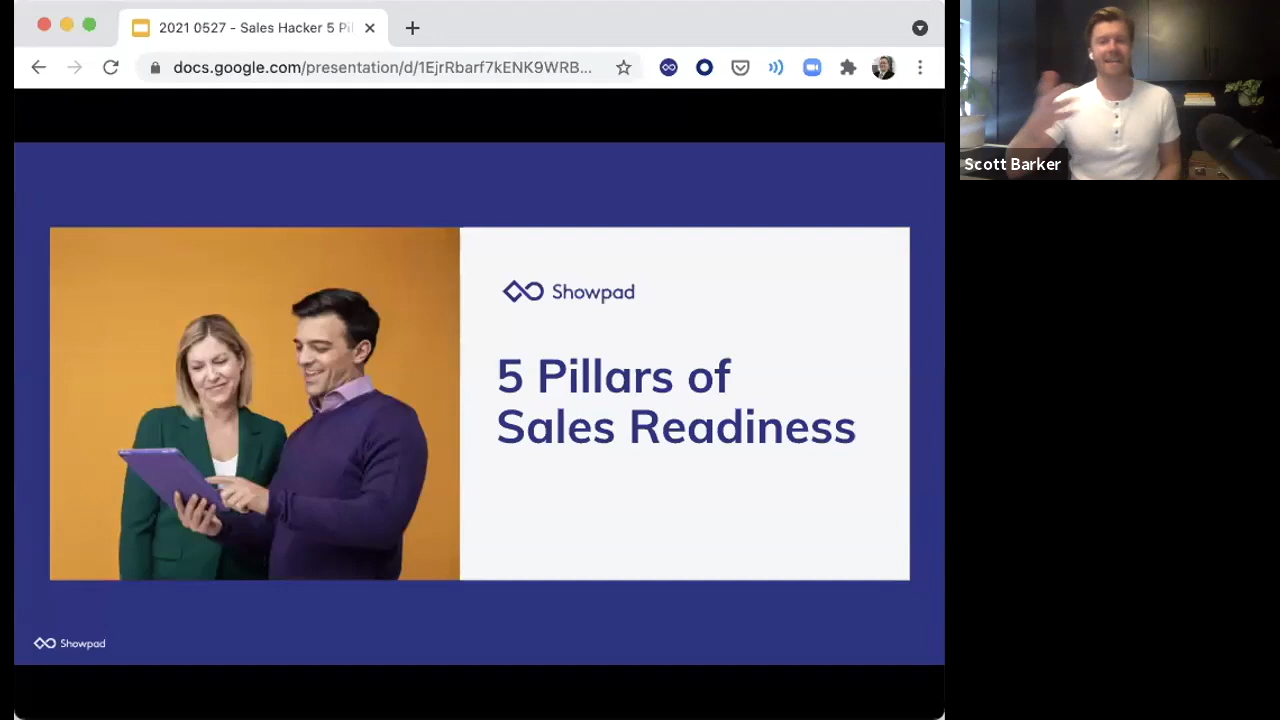 2021 0527 - Sales Hacker 5 Pi
docs.google.com/presentation/d/1EjrRbarf7kENK9WRB...
Scott Barker
Showpad
5 Pillars of
Sales Readiness
Showpad